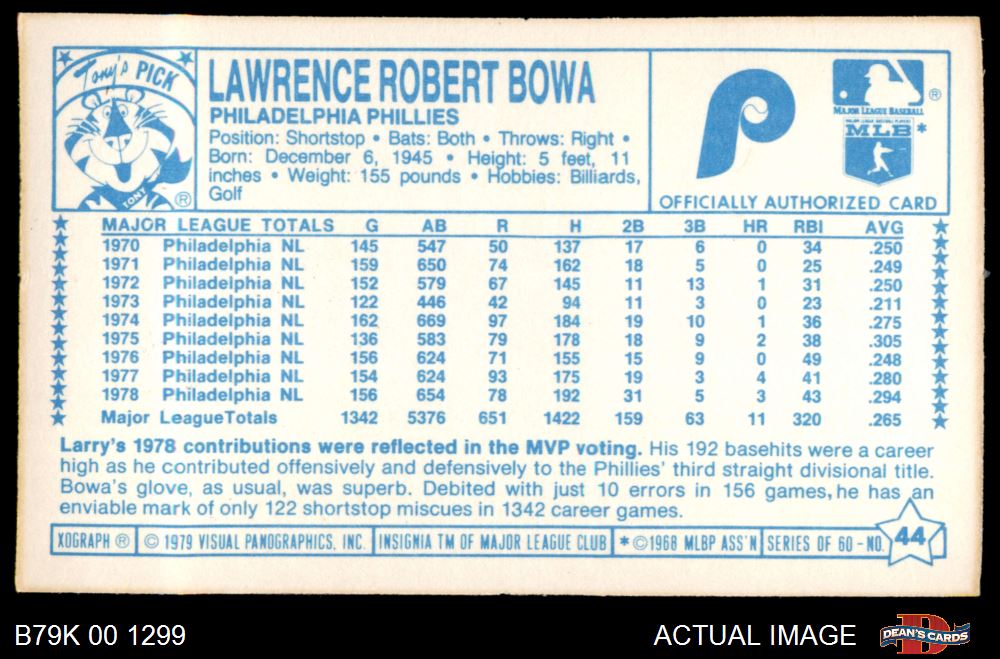 Tony's PICK
TONY
®
LAWRENCE ROBERT BOWA
PHILADELPHIA PHILLIES
Position: Shortstop • Bats: Both • Throws: Right •
Born: December 6, 1945 • Height: 5 feet, 11
inches • Weight: 155 pounds • Hobbies: Billiards,
Golf
P
®
MAJOR LEAGUE BASEBALL
MAJOR LEAGUE BASEBALL PLAYERS
MLB*
OFFICIALLY AUTHORIZED CARD
MAJOR LEAGUE TOTALS G AB R H 2B 3B HR RBI AVG
1970 Philadelphia NL 145 547 50 137 17 6 0 34 .250
1971 Philadelphia NL 159 650 74 162 18 5 0 25 .249
1972 Philadelphia NL 152 579 67 145 11 13 1 31 .250
1973 Philadelphia NL 122 446 42 94 11 3 0 23 .211
1974 Philadelphia NL 162 669 97 184 19 10 1 36 .275
1975 Philadelphia NL 136 583 79 178 18 9 2 38 .305
1976 Philadelphia NL 156 624 71 155 15 9 0 49 .248
1977 Philadelphia NL 154 624 93 175 19 3 4 41 .280
1978 Philadelphia NL 156 654 78 192 31 5 3 43 .294
Major LeagueTotals 1342 5376 651 1422 159 63 11 320 .265
Larry's 1978 contributions were reflected in the MVP voting. His 192 basehits were a career
high as he contributed offensively and defensively to the Phillies' third straight divisional title.
Bowa's glove, as usual, was superb. Debited with just 10 errors in 156 games, he has an
enviable mark of only 122 shortstop miscues in 1342 career games.
XOGRAPH ® © 1979 VISUAL PANOGRAPHICS, INC. INSIGNIA TM OF MAJOR LEAGUE CLUB *©1968 MLBP ASS'N SERIES OF 60-NO. 44
B79K 00 1299
ACTUAL IMAGE
D
DEAN'S CARDS